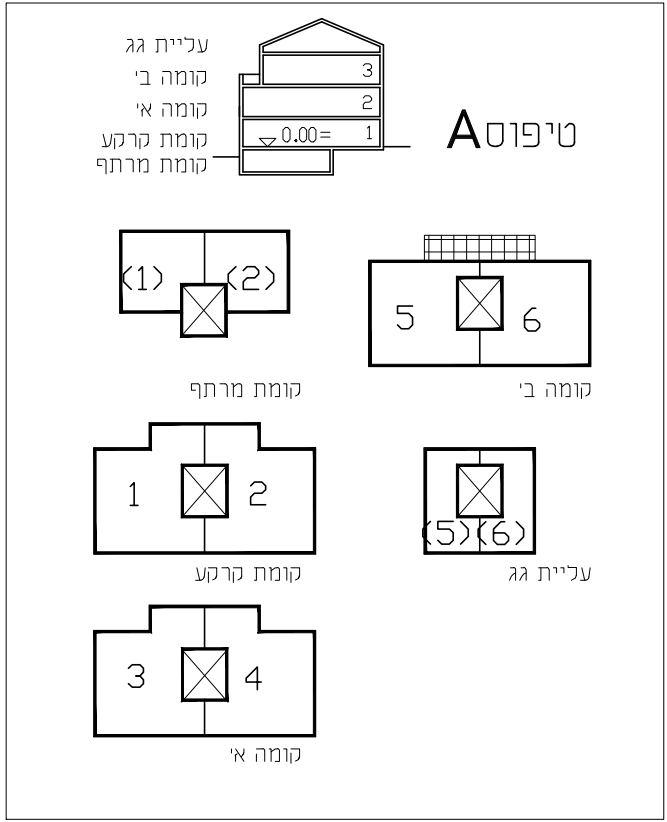 עליית גג
קומה ב'
3
קומה א'
2
קומת קרקע
0.00=
1
קומת מרתף
טיפוס A
(1) (2)
קומת מרתף
5 6
קומה ב'
1 2
קומת קרקע
(5) (6)
עליית גג
3 4
קומה א'